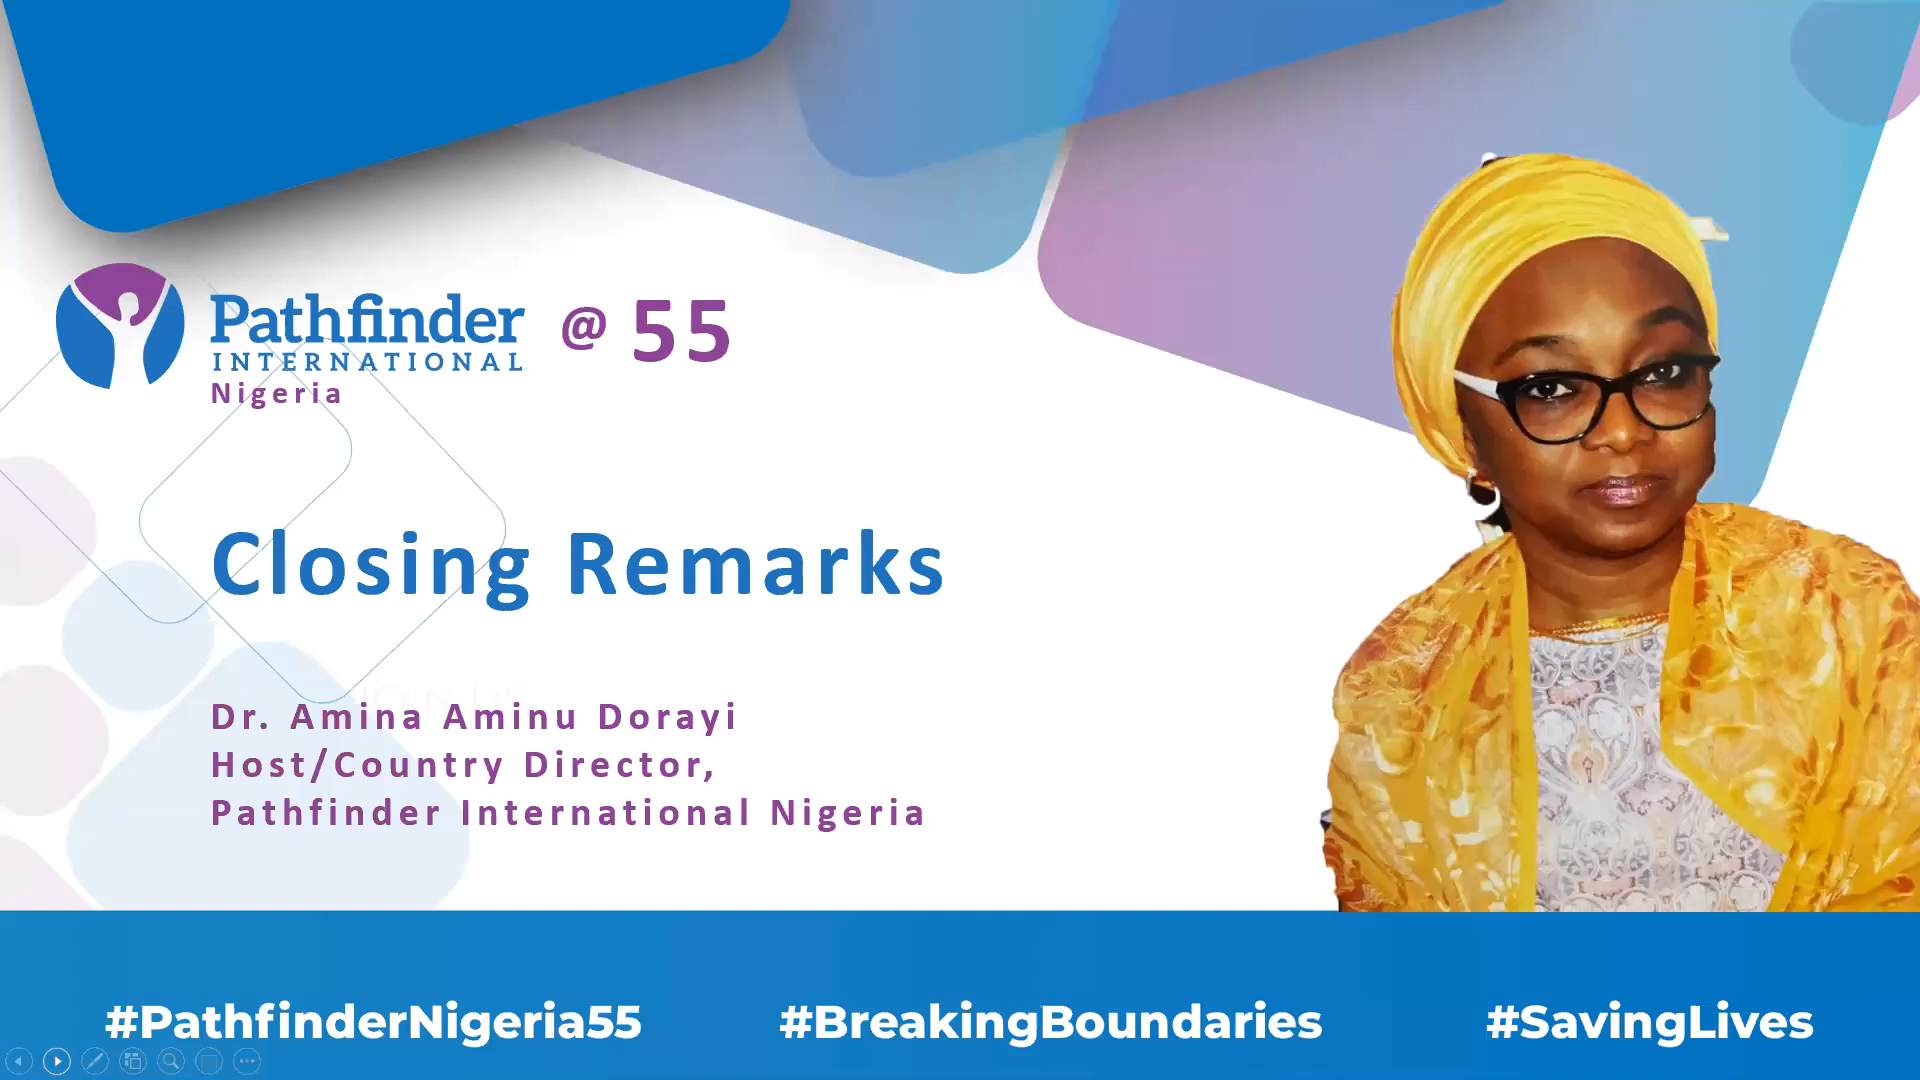 Pathfinder @ 55
INTERNATIONAL
Nigeria
Closing Remarks
Dr. Amina Aminu Dorayi
Host/Country Director,
Pathfinder International Nigeria
#PathfinderNigeria55 #BreakingBoundaries #SavingLives